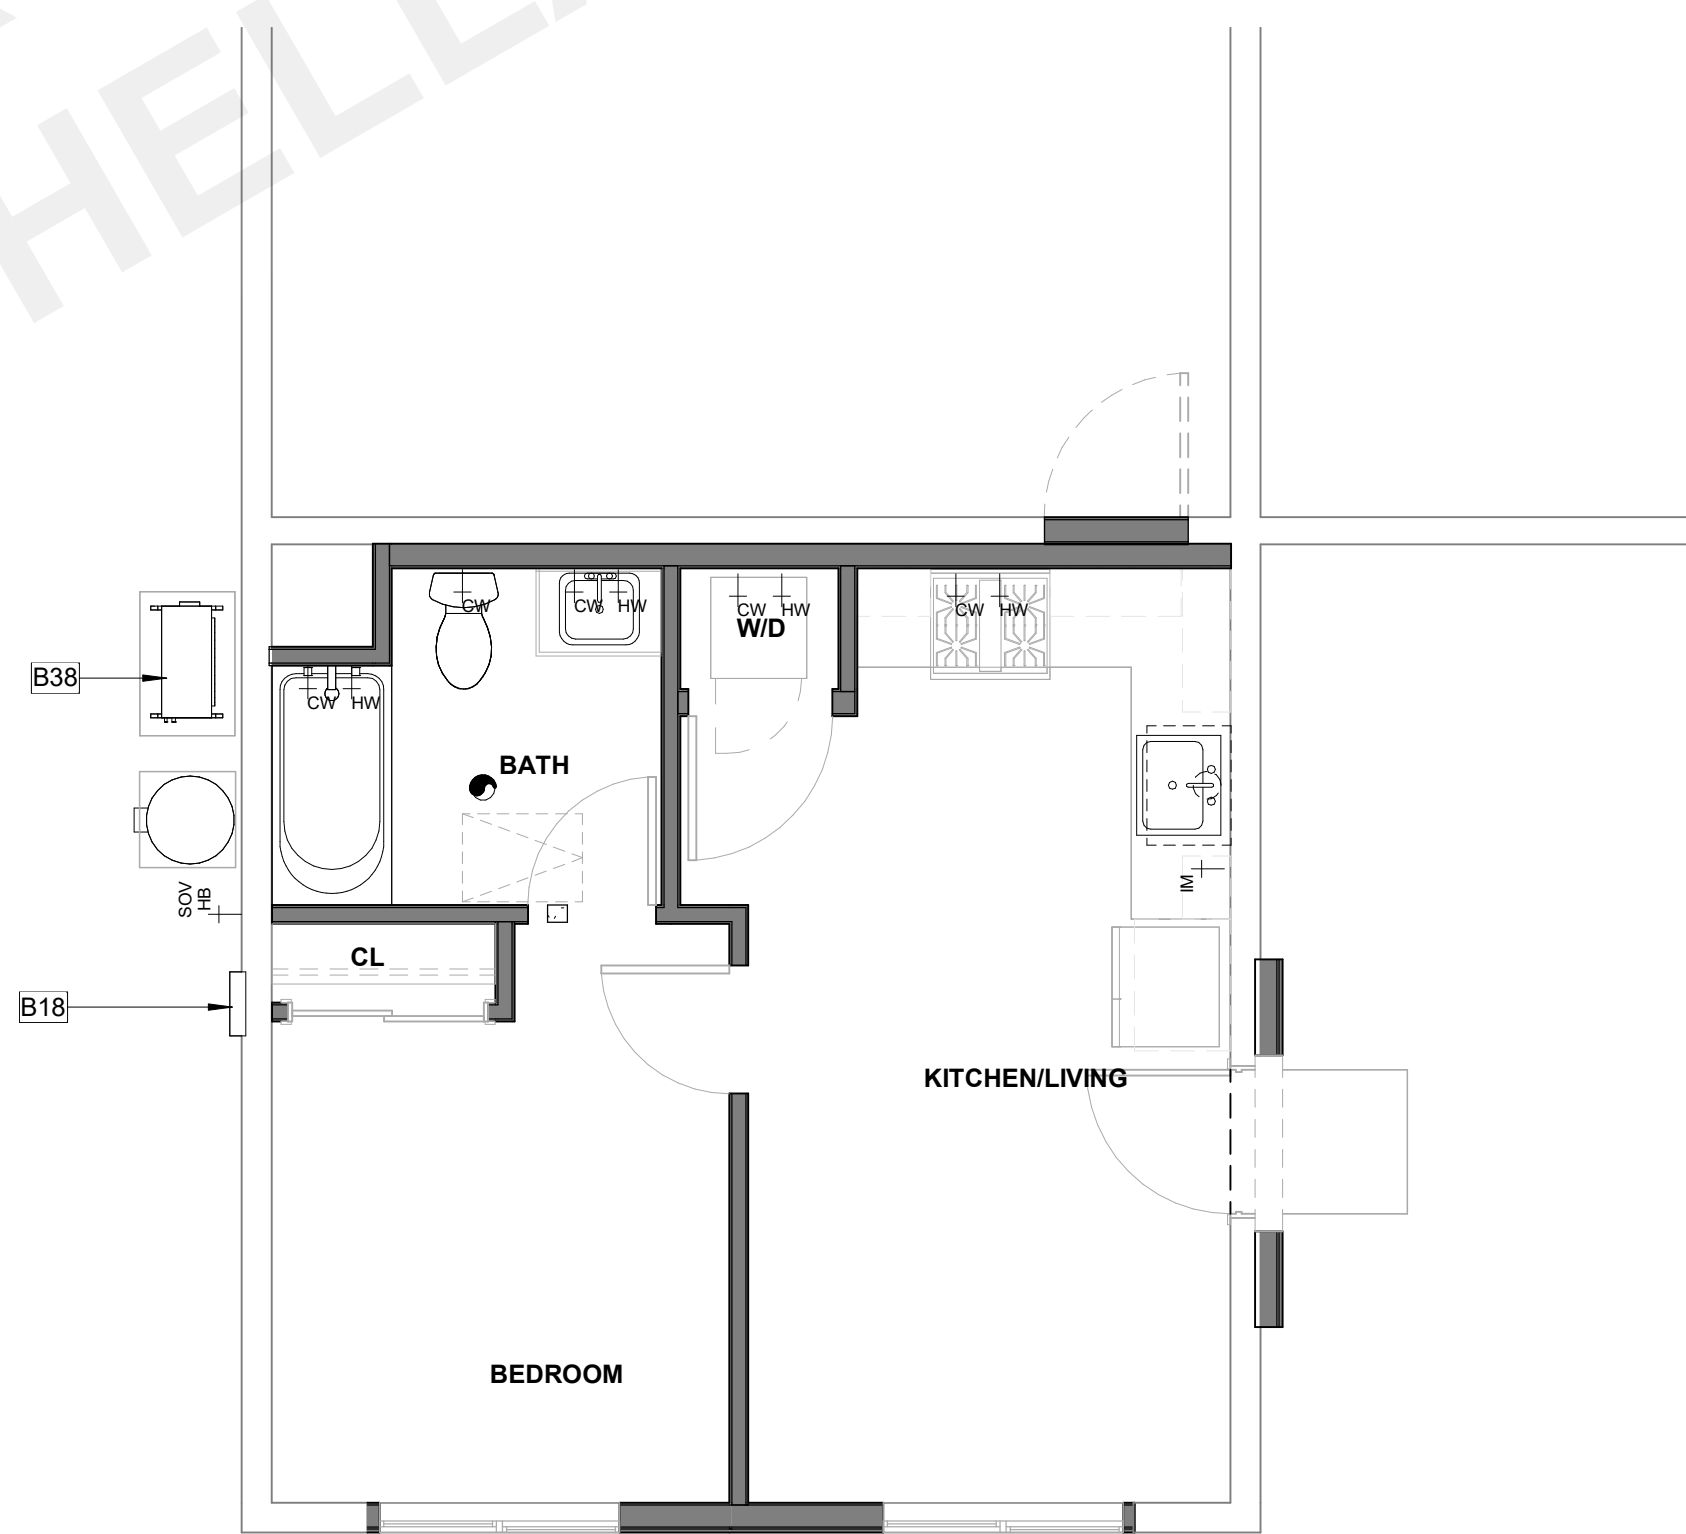 HELL
CW
CW
HW
CW
HW
W/D
CW
HW
B38
CW
HW
BATH
SOV
HB
IM
CL
B18
KITCHEN/LIVING
BEDROOM